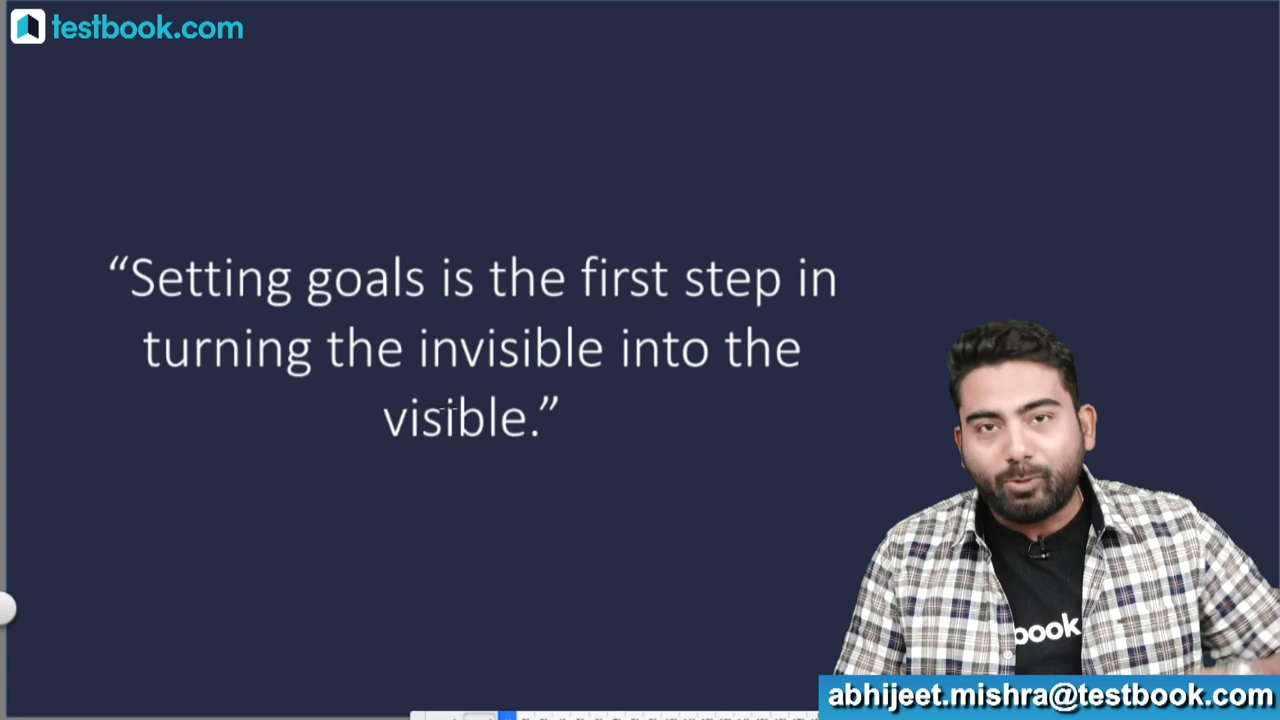 testbook.com
“Setting goals is the first step in
turning the invisible into the
visible.”
book
abhijeet.mishra@testbook.com